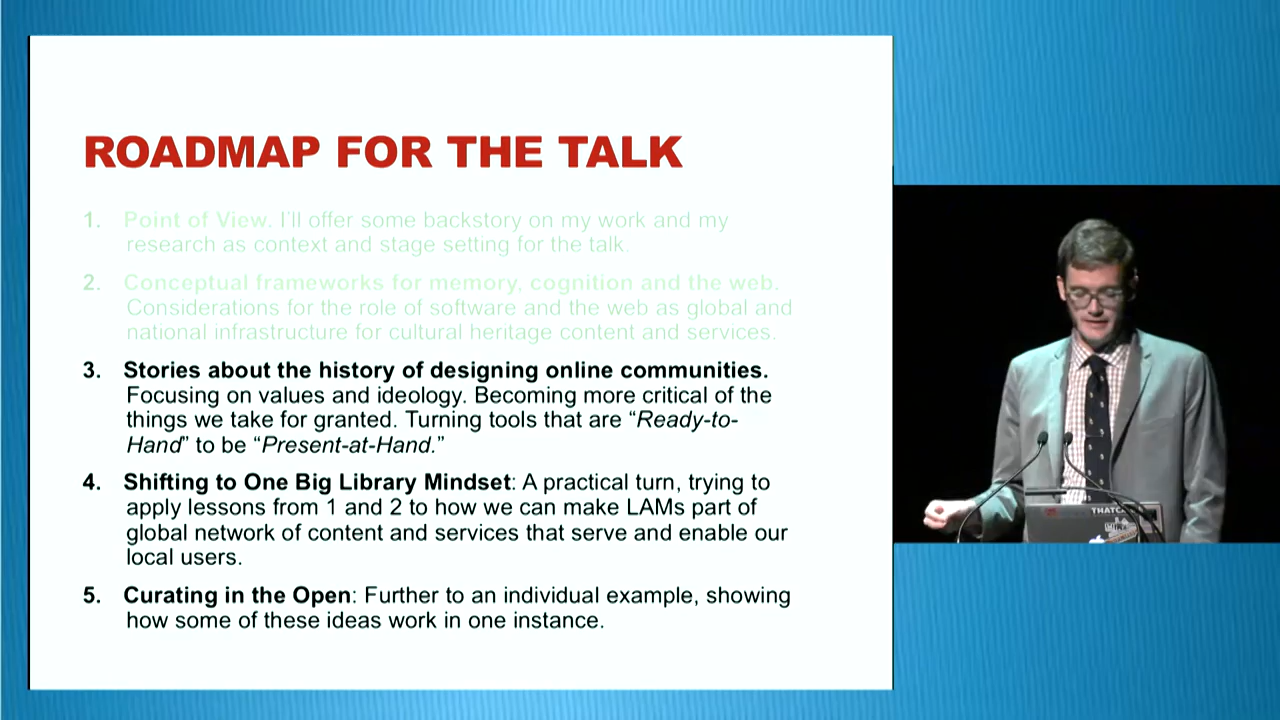 ROADMAP FOR THE TALK
1. Point of View. I'll offer some backstory on my work and my
research as context and stage setting for the talk.
2. Conceptual frameworks for memory, cognition and the web.
Considerations for the role of software and the web as global and
national infrastructure for cultural heritage content and services.
3. Stories about the history of designing online communities.
Focusing on values and ideology. Becoming more critical of the
things we take for granted. Turning tools that are “Ready-to-
Hand” to be “Present-at-Hand.”
4. Shifting to One Big Library Mindset: A practical turn, trying to
apply lessons from 1 and 2 to how we can make LAMs part of
global network of content and services that serve and enable our
local users.
5. Curating in the Open: Further to an individual example, showing
how some of these ideas work in one instance.